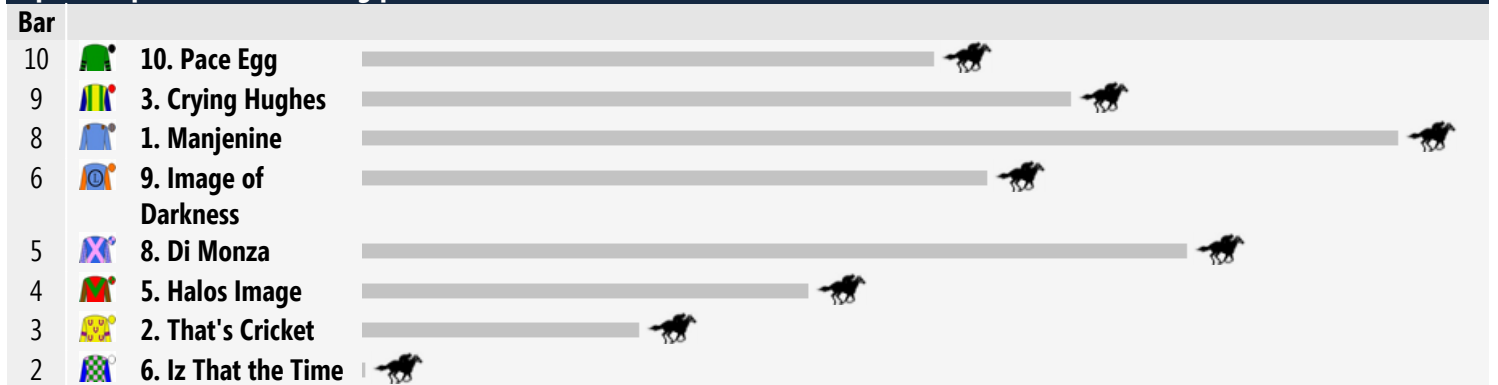 Bar
10 10. Pace Egg
9 3. Crying Hughes
8 1. Manjenine
6 9. Image of
Darkness
5 8. Di Monza
4 5. Halos Image
3 2. That's Cricket
2 6. Iz That the Time